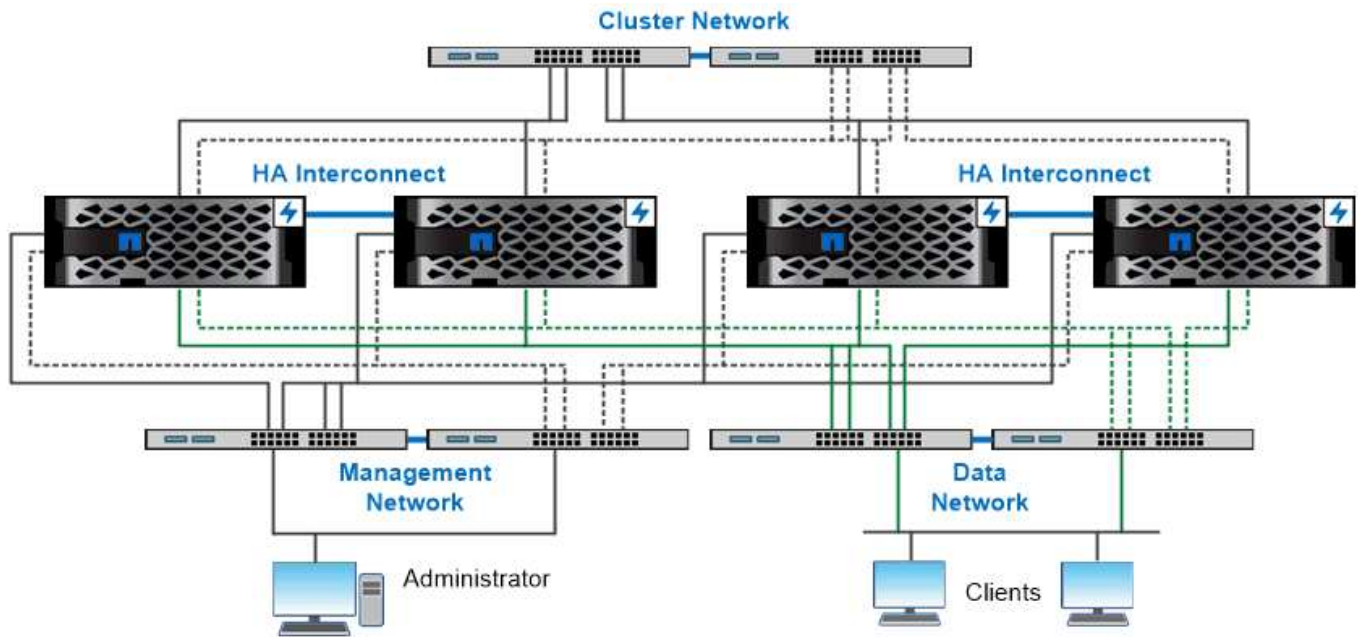 Cluster Network
HA Interconnect
HA Interconnect
Management
Network
Data
Network
Administrator
Clients